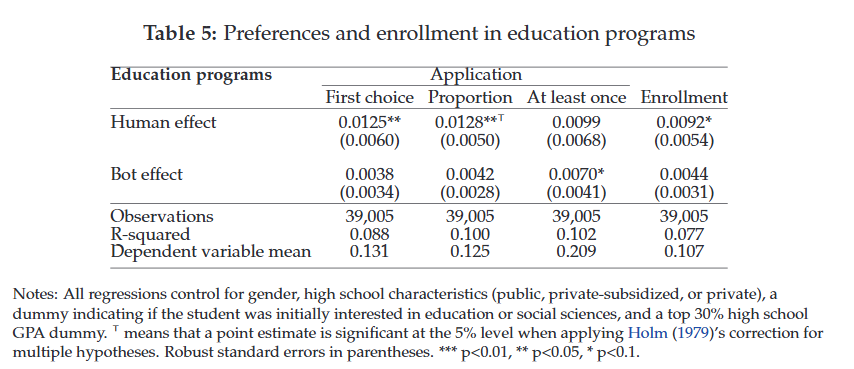 Table 5: Preferences and enrollment in education programs
Education programs Application
First choice Proportion At least once Enrollment
Human effect 0.0125** 0.0128**ᵀ 0.0099 0.0092*
(0.0060) (0.0050) (0.0068) (0.0054)
Bot effect 0.0038 0.0042 0.0070* 0.0044
(0.0034) (0.0028) (0.0041) (0.0031)
Observations 39,005 39,005 39,005 39,005
R-squared 0.088 0.100 0.102 0.077
Dependent variable mean 0.131 0.125 0.209 0.107
Notes: All regressions control for gender, high school characteristics (public, private-subsidized, or private), a
dummy indicating if the student was initially interested in education or social sciences, and a top 30% high school
GPA dummy. ᵀ means that a point estimate is significant at the 5% level when applying Holm (1979)'s correction for
multiple hypotheses. Robust standard errors in parentheses. *** p<0.01, ** p<0.05, * p<0.1.